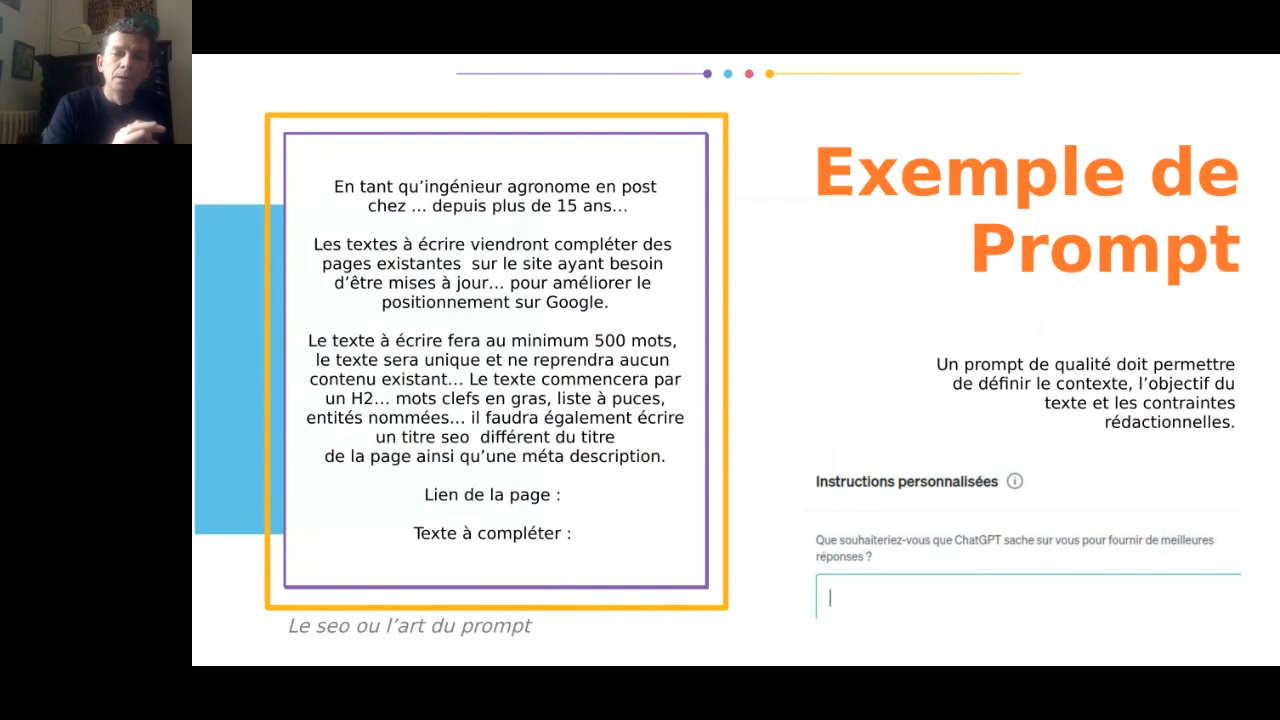 En tant qu’ingénieur agronome en post
chez ... depuis plus de 15 ans…
Les textes à écrire viendront compléter des
pages existantes  sur le site ayant besoin
d’être mises à jour… pour améliorer le
positionnement sur Google.
Le texte à écrire fera au minimum 500 mots,
le texte sera unique et ne reprendra aucun
contenu existant… Le texte commencera par
un H2… mots clefs en gras, liste à puces,
entités nommées… il faudra également écrire
un titre seo  différent du titre
de la page ainsi qu’une méta description.
Lien de la page :
Texte à compléter :
Le seo ou l’art du prompt
Exemple de
Prompt
Un prompt de qualité doit permettre
de définir le contexte, l’objectif du
texte et les contraintes
rédactionnelles.
Instructions personnalisées
Que souhaiteriez-vous que ChatGPT sache sur vous pour fournir de meilleures
réponses ?